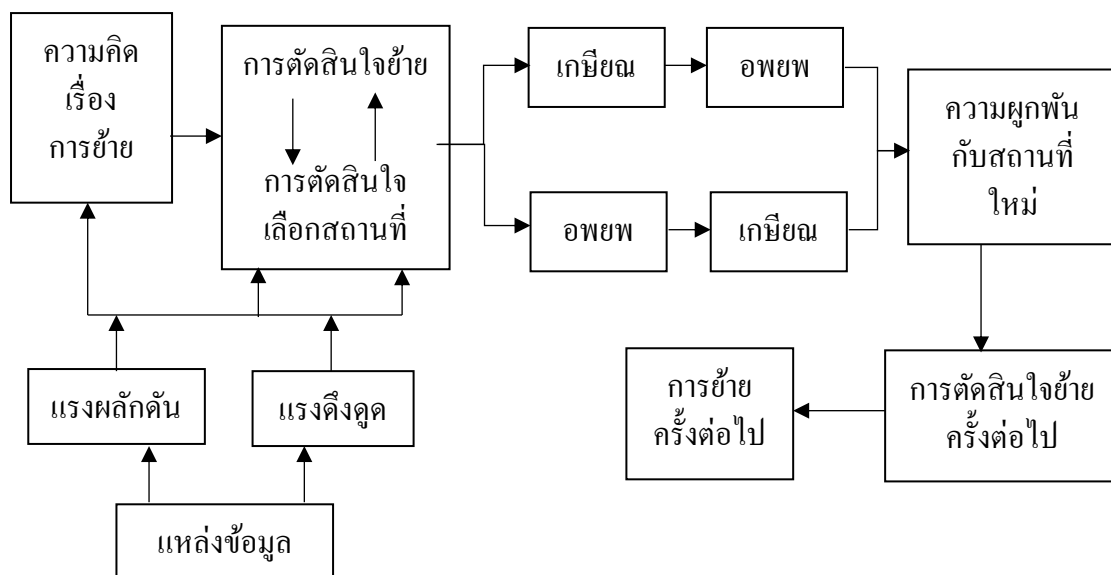 ความคิด
เรื่อง
การย้าย
การตัดสินใจย้าย
การตัดสินใจ
เลือกสถานที่
เกษียณ
อพยพ
อพยพ
เกษียณ
ความผูกพัน
กับสถานที่
ใหม่
แรงผลักดัน
แรงดึงดูด
แหล่งข้อมูล
การย้าย
ครั้งต่อไป
การตัดสินใจย้าย
ครั้งต่อไป